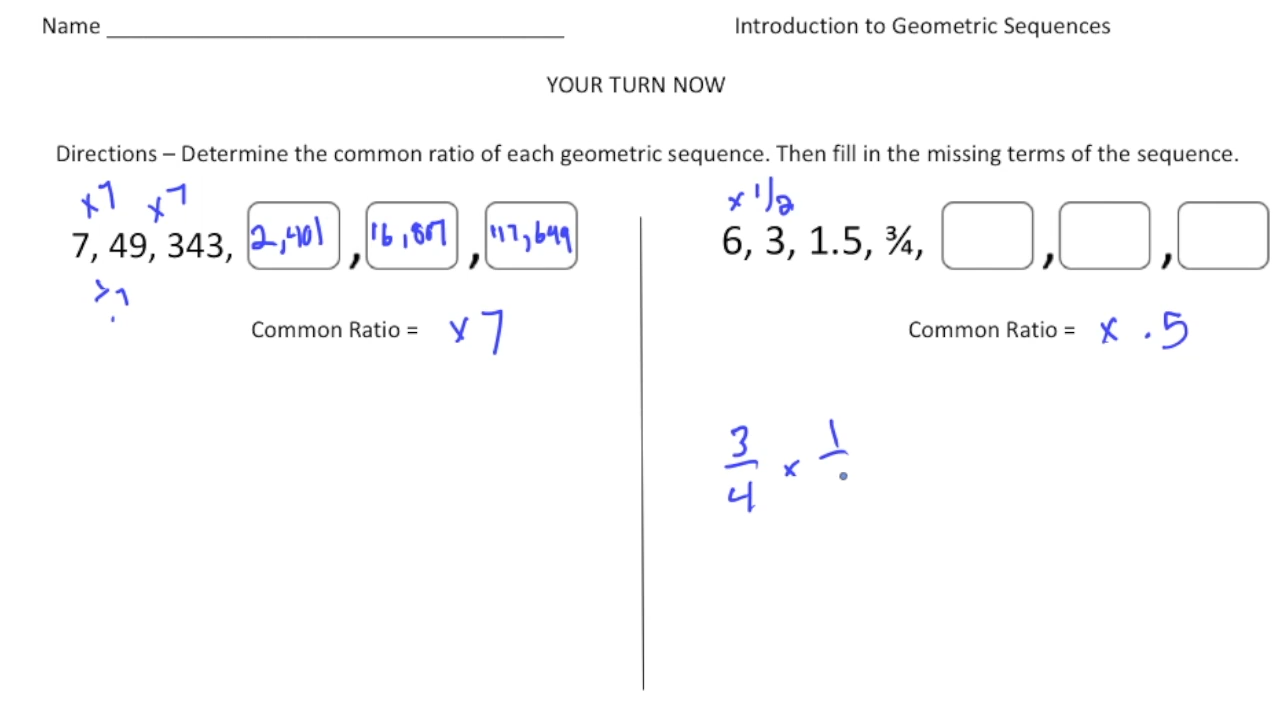 Name ________________________ Introduction to Geometric Sequences
YOUR TURN NOW
Directions – Determine the common ratio of each geometric sequence. Then fill in the missing terms of the sequence.
x7 x7
7, 49, 343, 2,401, 16,807, 117,649
Common Ratio = x 7
x 1/2
6, 3, 1.5, ¾, , ,
Common Ratio = x .5
3/4 x 1/